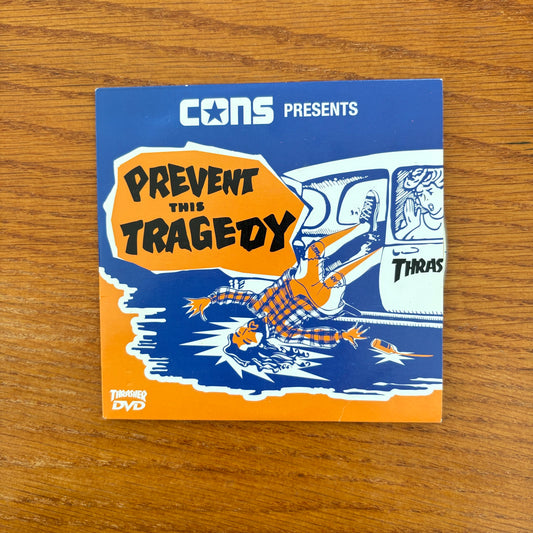 CONS PRESENTS
PREVENT
THIS
TRAGEDY
THRAS
THRASHER
DVD